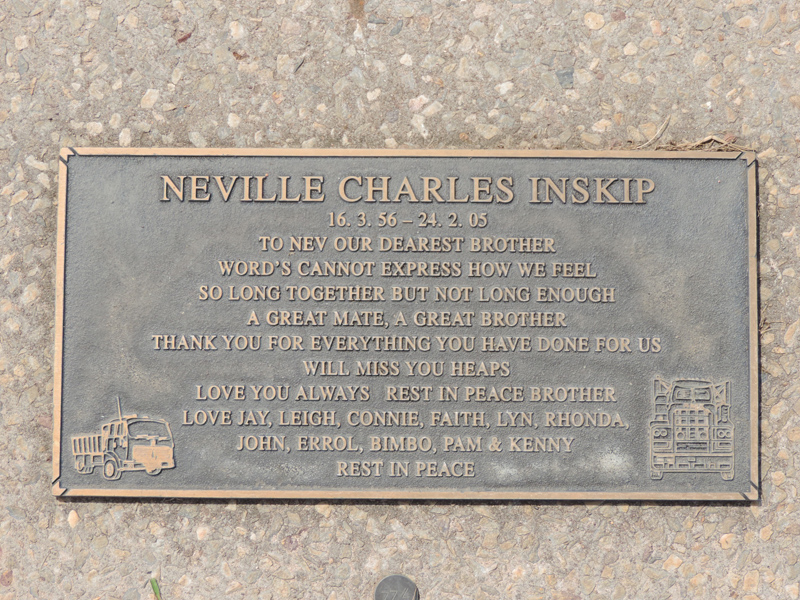 NEVILLE CHARLES INSKIP
16. 3. 56 – 24. 2. 05
TO NEV OUR DEAREST BROTHER
WORD'S CANNOT EXPRESS HOW WE FEEL
SO LONG TOGETHER BUT NOT LONG ENOUGH
A GREAT MATE, A GREAT BROTHER
THANK YOU FOR EVERYTHING YOU HAVE DONE FOR US
WILL MISS YOU HEAPS
LOVE YOU ALWAYS REST IN PEACE BROTHER
LOVE JAY, LEIGH, CONNIE, FAITH, LYN, RHONDA,
JOHN, ERROL, BIMBO, PAM & KENNY
REST IN PEACE